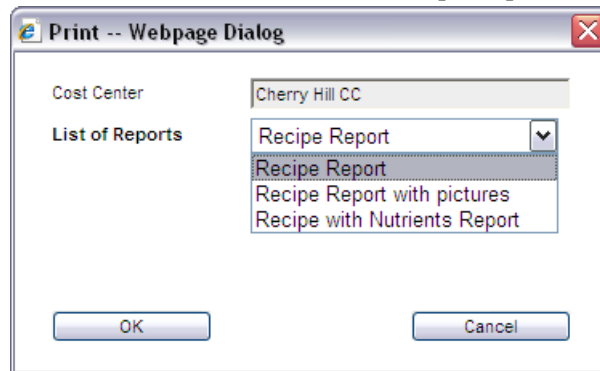 Print -- Webpage Dialog
Cost Center Cherry Hill CC
List of Reports Recipe Report
Recipe Report
Recipe Report with pictures
Recipe with Nutrients Report
OK Cancel